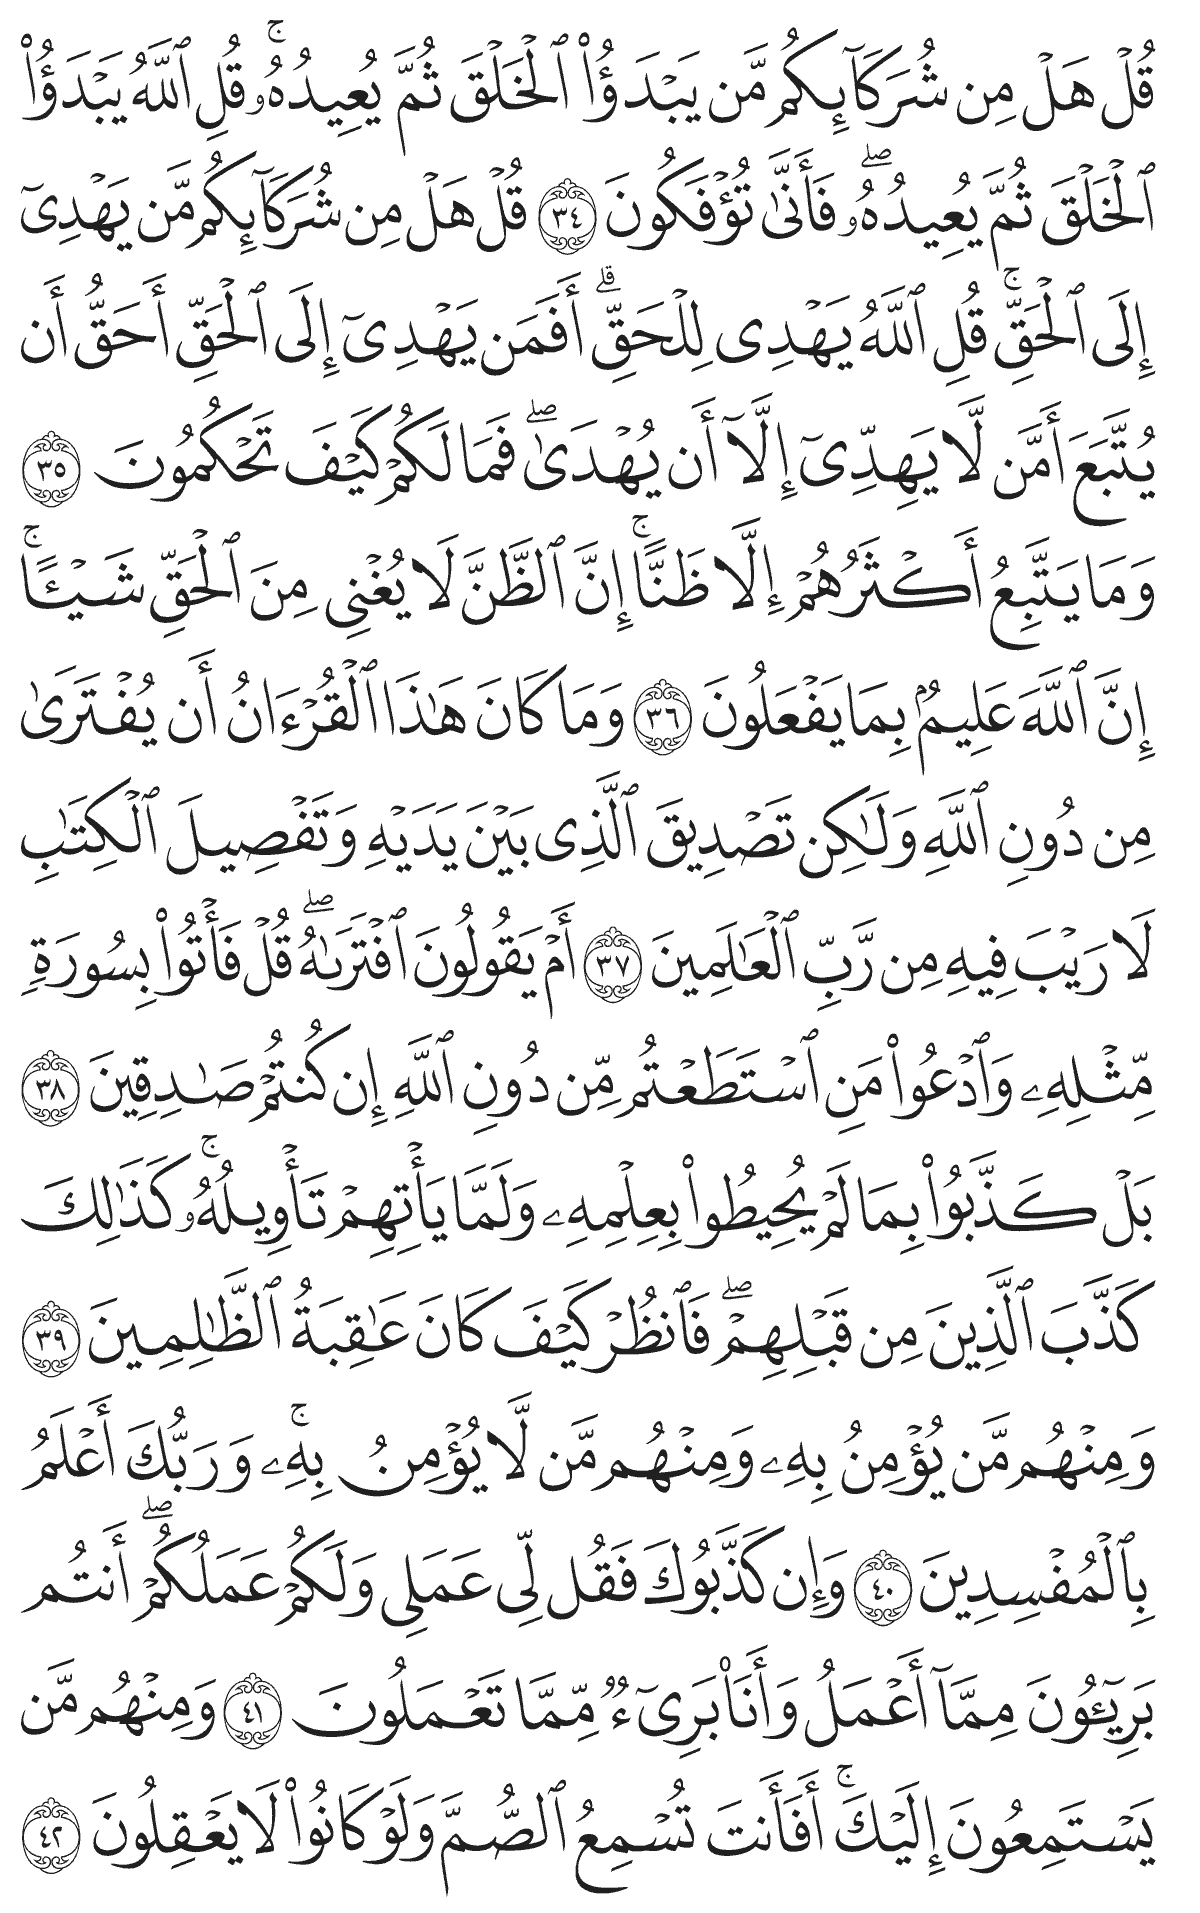 قُلْ هَلْ مِن شُرَكَآئِكُم مَّن يَبْدَؤُا۟ ٱلْخَلْقَ ثُمَّ يُعِيدُهُۥ ۚ قُلِ ٱللَّهُ يَبْدَؤُا۟
ٱلْخَلْقَ ثُمَّ يُعِيدُهُۥ ۖ فَأَنَّىٰ تُؤْفَكُونَ ٣٤ قُلْ هَلْ مِن شُرَكَآئِكُم مَّن يَهْدِىٓ
إِلَى ٱلْحَقِّ ۚ قُلِ ٱللَّهُ يَهْدِى لِلْحَقِّ ۗ أَفَمَن يَهْدِىٓ إِلَى ٱلْحَقِّ أَحَقُّ أَن
يُتَّبَعَ أَمَّن لَّا يَهِدِّىٓ إِلَّآ أَن يُهْدَىٰ ۖ فَمَا لَكُمْ كَيْفَ تَحْكُمُونَ ٣٥
وَمَا يَتَّبِعُ أَكْثَرُهُمْ إِلَّا ظَنًّا ۚ إِنَّ ٱلظَّنَّ لَا يُغْنِى مِنَ ٱلْحَقِّ شَيْـًٔا ۚ
إِنَّ ٱللَّهَ عَلِيمٌۢ بِمَا يَفْعَلُونَ ٣٦ وَمَا كَانَ هَـٰذَا ٱلْقُرْءَانُ أَن يُفْتَرَىٰ
مِن دُونِ ٱللَّهِ وَلَـٰكِن تَصْدِيقَ ٱلَّذِى بَيْنَ يَدَيْهِ وَتَفْصِيلَ ٱلْكِتَـٰبِ
لَا رَيْبَ فِيهِ مِن رَّبِّ ٱلْعَـٰلَمِينَ ٣٧ أَمْ يَقُولُونَ ٱفْتَرَىٰهُ ۖ قُلْ فَأْتُوا۟ بِسُورَةٍ
مِّثْلِهِۦ وَٱدْعُوا۟ مَنِ ٱسْتَطَعْتُم مِّن دُونِ ٱللَّهِ إِن كُنتُمْ صَـٰدِقِينَ ٣٨
بَلْ كَذَّبُوا۟ بِمَا لَمْ يُحِيطُوا۟ بِعِلْمِهِۦ وَلَمَّا يَأْتِهِمْ تَأْوِيلُهُۥ ۚ كَذَٰلِكَ
كَذَّبَ ٱلَّذِينَ مِن قَبْلِهِمْ ۖ فَٱنظُرْ كَيْفَ كَانَ عَـٰقِبَةُ ٱلظَّـٰلِمِينَ ٣٩
وَمِنْهُم مَّن يُؤْمِنُ بِهِۦ وَمِنْهُم مَّن لَّا يُؤْمِنُ بِهِۦ ۚ وَرَبُّكَ أَعْلَمُ
بِٱلْمُفْسِدِينَ ٤٠ وَإِن كَذَّبُوكَ فَقُل لِّى عَمَلِى وَلَكُمْ عَمَلُكُمْ ۖ أَنتُم
بَرِيٓـُٔونَ مِمَّآ أَعْمَلُ وَأَنَا۠ بَرِىٓءٌ مِّمَّا تَعْمَلُونَ ٤١ وَمِنْهُم مَّن
يَسْتَمِعُونَ إِلَيْكَ ۚ أَفَأَنتَ تُسْمِعُ ٱلصُّمَّ وَلَوْ كَانُوا۟ لَا يَعْقِلُونَ ٤٢